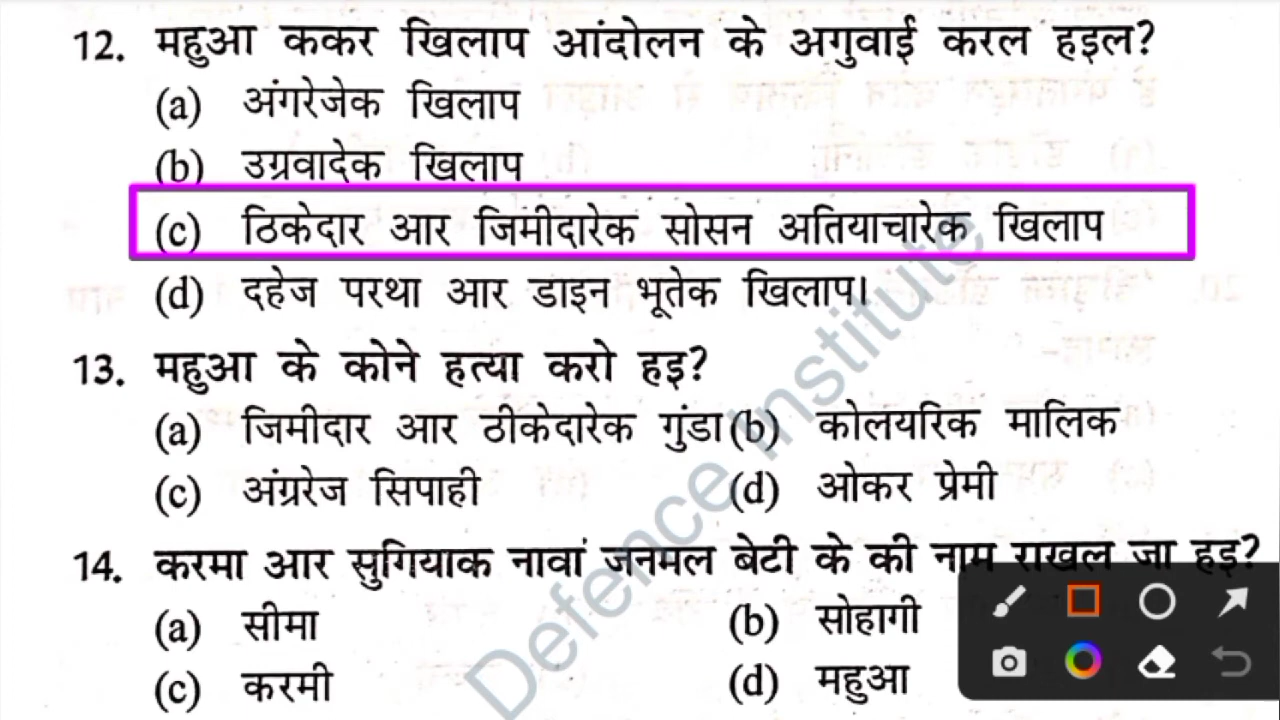 12. महुआ ककर खिलाप आंदोलन के अगुवाई करल हइल?
(a) अंगरेजेक खिलाप
(b) उग्रवादेक खिलाप
(c) ठिकेदार आर जिमीदारेक सोसन अतियाचारेक खिलाप
(d) दहेज परथा आर डाइन भूतेक खिलाप।
13. महुआ के कोने हत्या करो हइ?
(a) जिमीदार आर ठीकेदारेक गुंडा (b) कोलयरिक मालिक
(c) अंग्ररेज सिपाही (d) ओकर प्रेमी
14. करमा आर सुगियाक नावां जनमल बेटी के की नाम राखल जा हइ?
(a) सीमा (b) सोहागी
(c) करमी (d) महुआ
Defence Institute